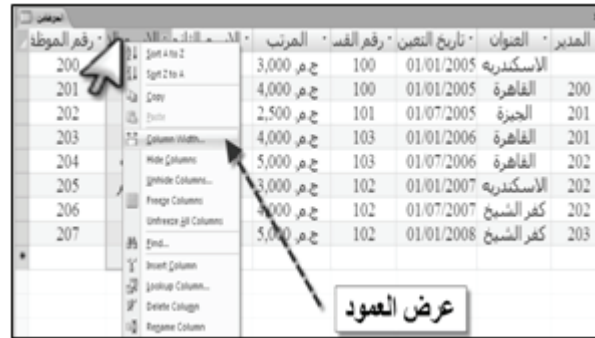 الموظفين
رقم الموظف المرتب رقم القس تاريخ التعين العنوان المدير
200 ج.م. 3,000 100 01/01/2005 الاسكندريه
201 ج.م. 4,000 100 01/01/2005 القاهرة 200
202 ج.م. 2,500 101 01/07/2005 الجيزة 201
203 ج.م. 4,000 103 01/01/2006 القاهرة 201
204 ج.م. 5,000 103 01/07/2006 القاهرة 202
205 ج.م. 3,000 102 01/01/2007 الاسكندريه 202
206 ج.م. 4,000 102 01/07/2007 كفر الشيخ 202
207 ج.م. 5,000 102 01/01/2008 كفر الشيخ 203
Sort A to Z
Sort Z to A
Copy
Paste
Column Width...
Hide Columns
Unhide Columns...
Freeze Columns
Unfreeze All Columns
Find...
Insert Column
Lookup Column...
Delete Column
Rename Column
عرض العمود